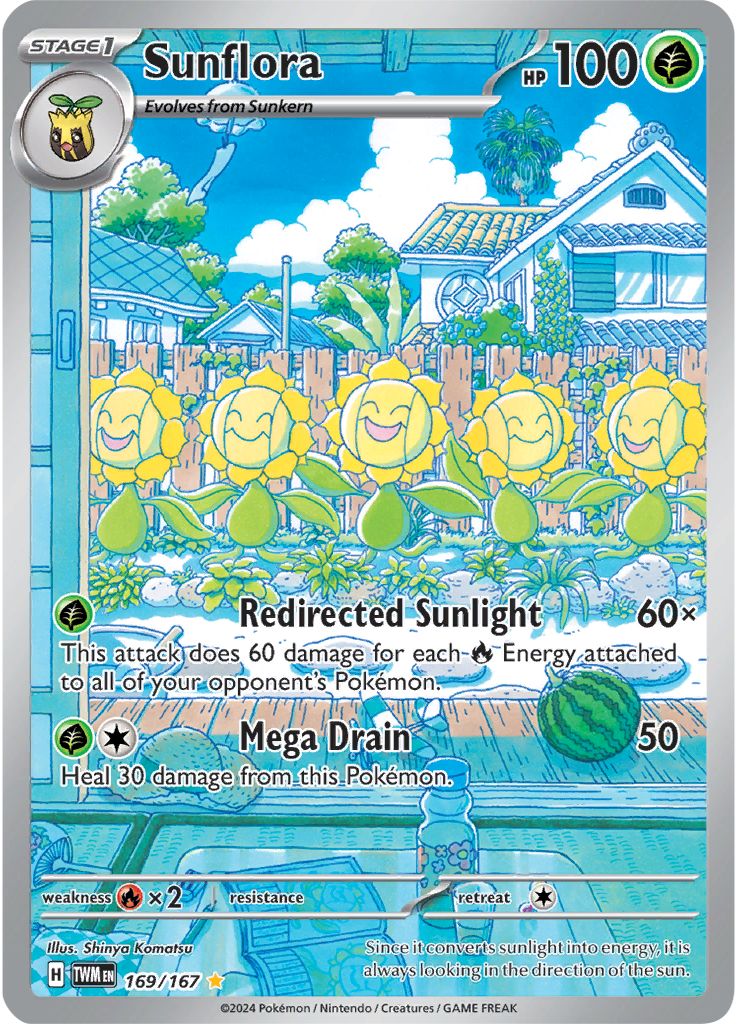 STAGE1
Sunflora
HP 100
Evolves from Sunkern
Redirected Sunlight 60×
This attack does 60 damage for each Energy attached
to all of your opponent's Pokémon.
Mega Drain 50
Heal 30 damage from this Pokémon.
weakness ×2 resistance retreat
Illus. Shinya Komatsu
Since it converts sunlight into energy, it is
always looking in the direction of the sun.
H TWM EN 169/167
©2024 Pokémon / Nintendo / Creatures / GAME FREAK